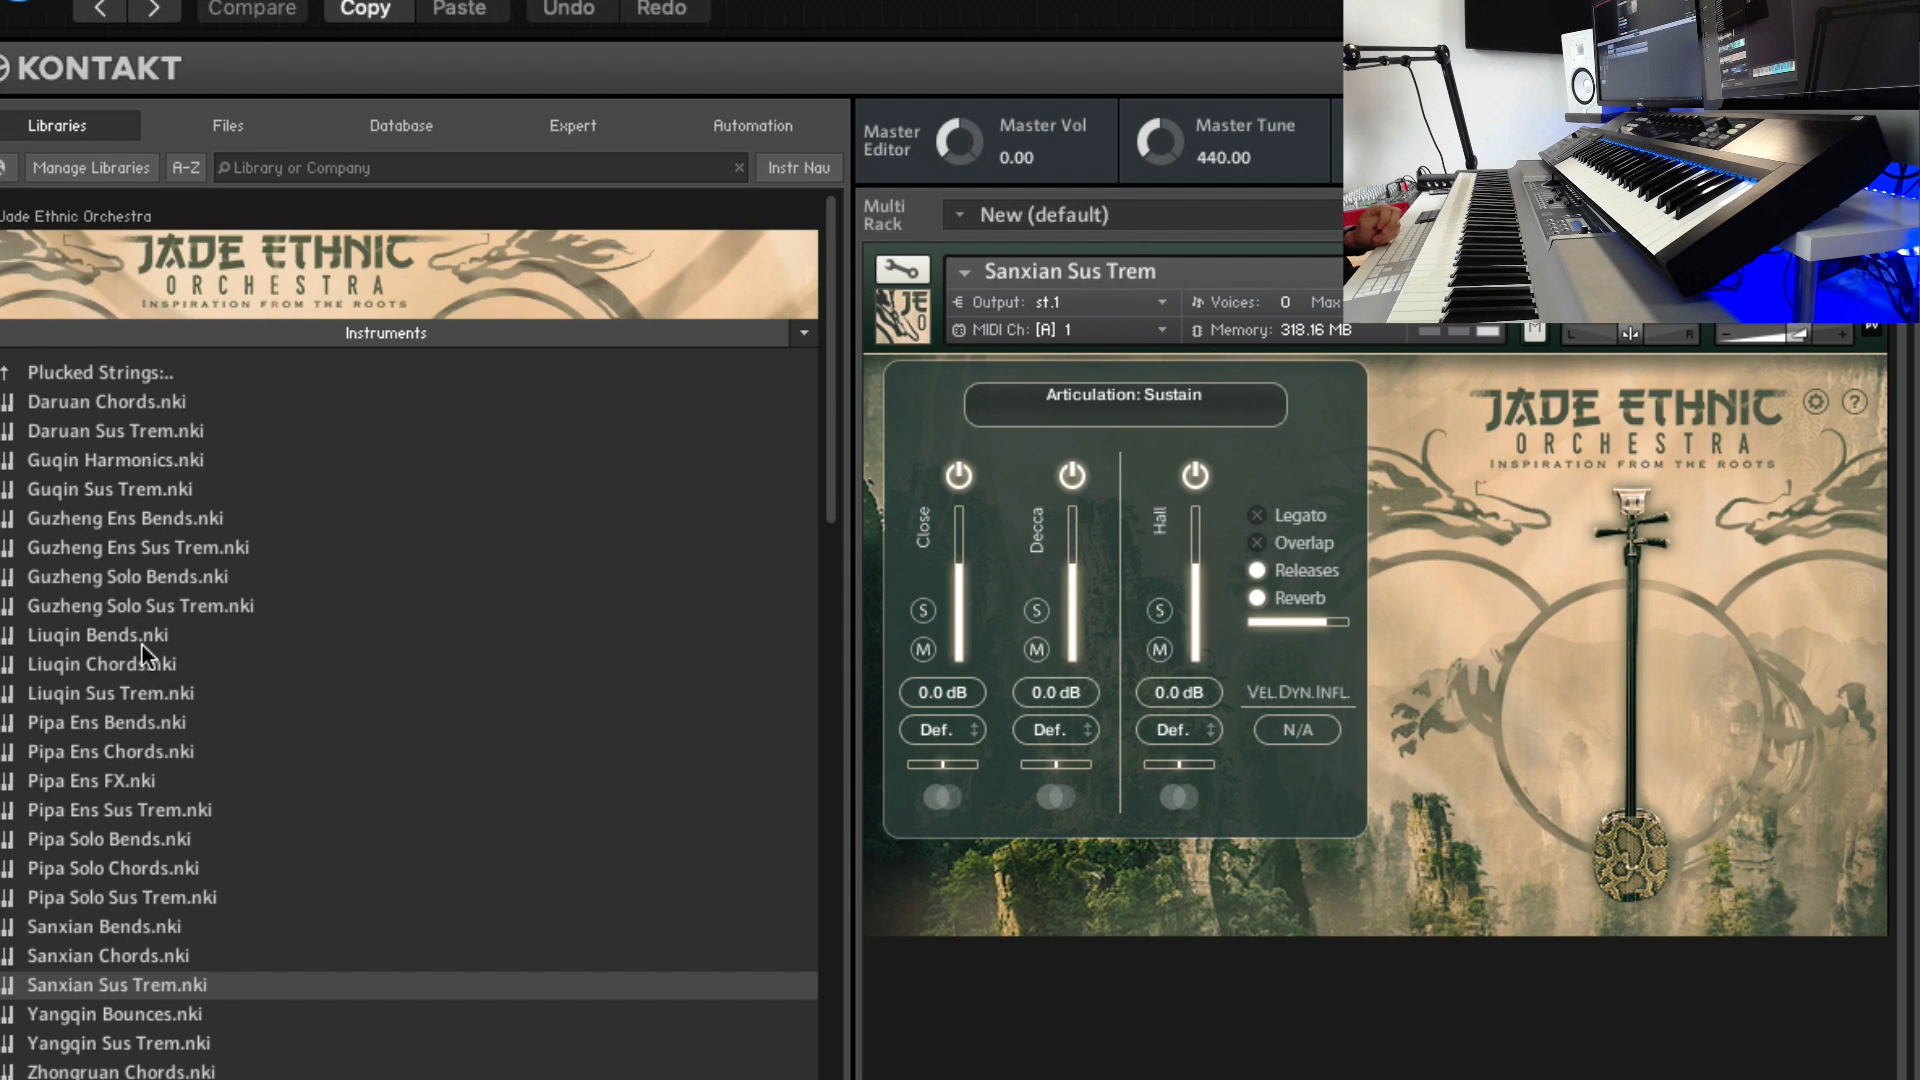 Compare
Copy
Paste
Undo
Redo
KONTAKT
Libraries
Files
Database
Expert
Automation
Manage Libraries
A-Z
Library or Company
Instr Nav
Jade Ethnic Orchestra
JADE ETHNIC
ORCHESTRA
INSPIRATION FROM THE ROOTS
Instruments
Plucked Strings:..
Daruan Chords.nki
Daruan Sus Trem.nki
Guqin Harmonics.nki
Guqin Sus Trem.nki
Guzheng Ens Bends.nki
Guzheng Ens Sus Trem.nki
Guzheng Solo Bends.nki
Guzheng Solo Sus Trem.nki
Liuqin Bends.nki
Liuqin Chords.nki
Liuqin Sus Trem.nki
Pipa Ens Bends.nki
Pipa Ens Chords.nki
Pipa Ens FX.nki
Pipa Ens Sus Trem.nki
Pipa Solo Bends.nki
Pipa Solo Chords.nki
Pipa Solo Sus Trem.nki
Sanxian Bends.nki
Sanxian Chords.nki
Sanxian Sus Trem.nki
Yangqin Bounces.nki
Yangqin Sus Trem.nki
Zhongruan Chords.nki
Master Editor
Master Vol
0.00
Master Tune
440.00
Multi Rack
New (default)
JE
O
Sanxian Sus Trem
Output: st.1
Voices: 0 Max
MIDI Ch: [A] 1
Memory: 318.16 MB
M
L R
- +
PV
Articulation: Sustain
Close
Decca
Hall
S
M
S
M
S
M
0.0 dB
0.0 dB
0.0 dB
Def.
Def.
Def.
Legato
Overlap
Releases
Reverb
VEL.DYN.INFL.
N/A
JADE ETHNIC
ORCHESTRA
INSPIRATION FROM THE ROOTS
?